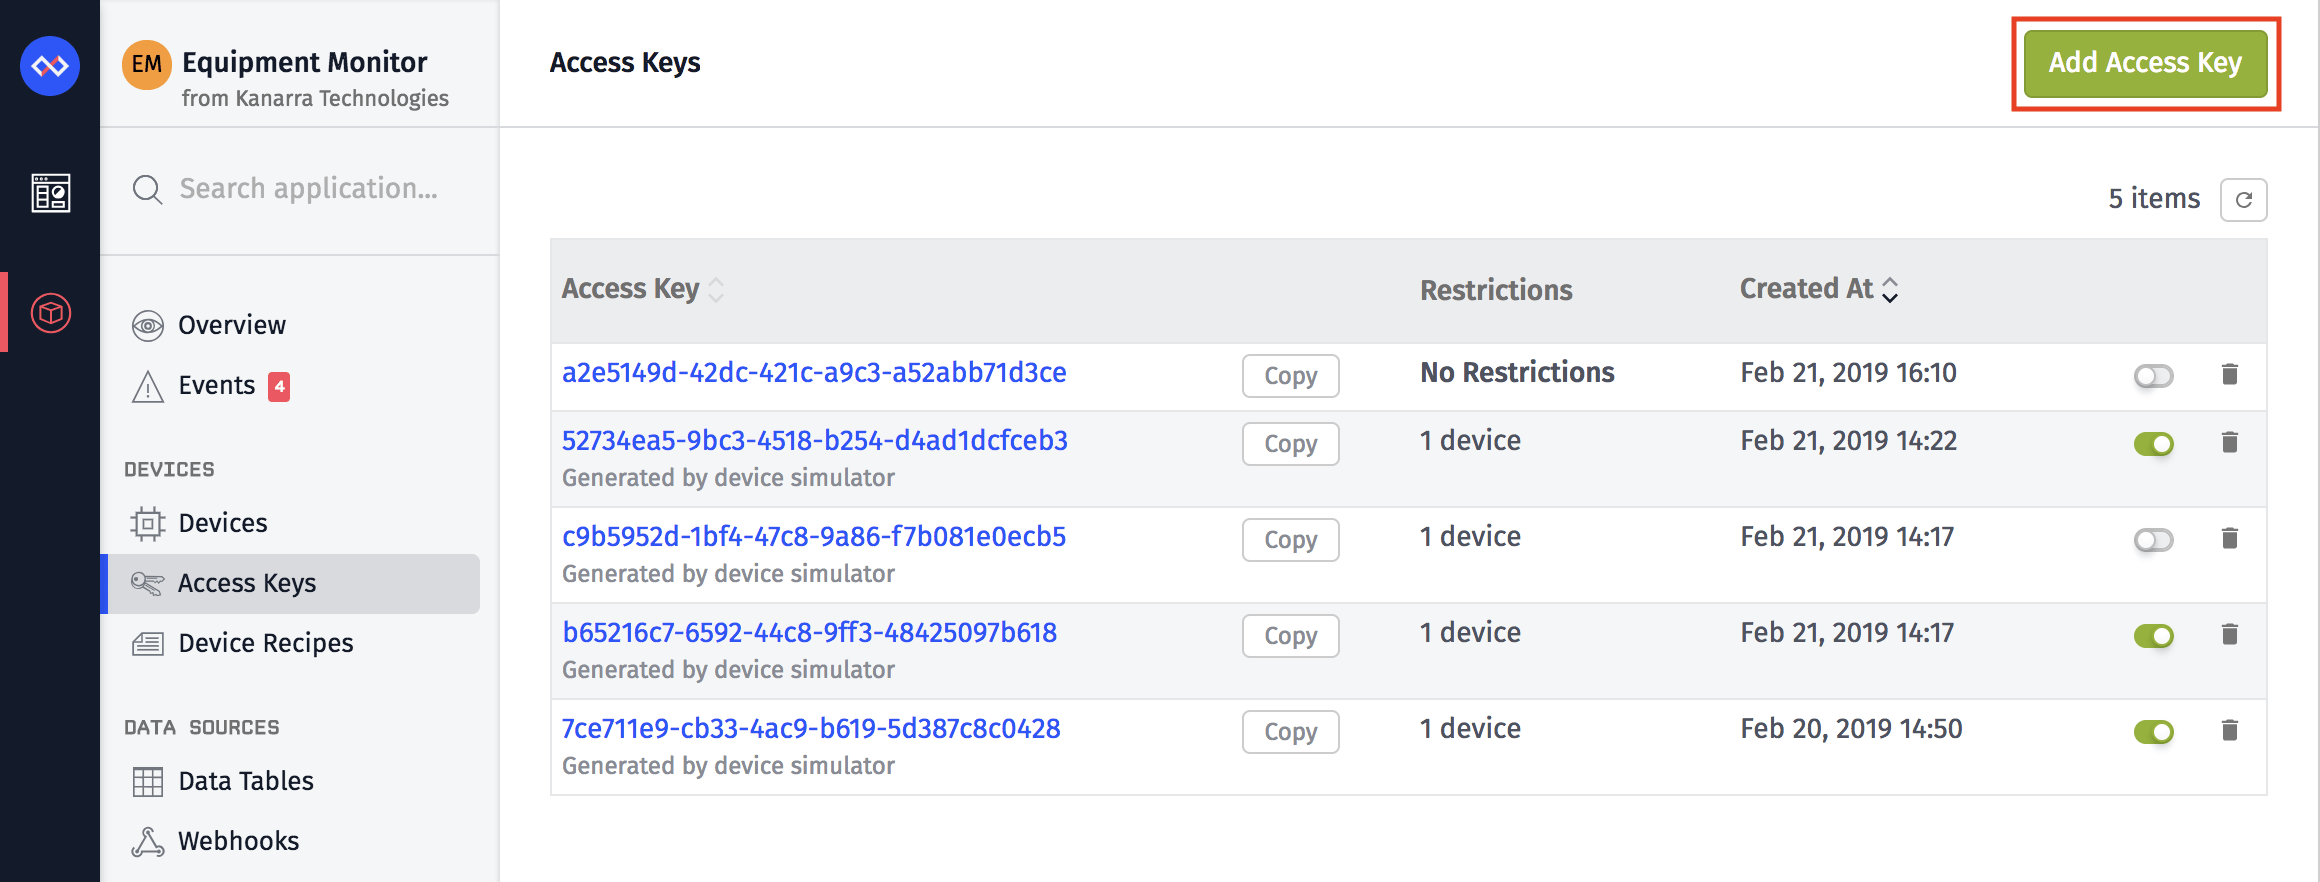 EM
Equipment Monitor
from Kanarra Technologies
Search application...
Overview
Events 4
DEVICES
Devices
Access Keys
Device Recipes
DATA SOURCES
Data Tables
Webhooks
Access Keys
Add Access Key
5 items
Access Key Restrictions Created At
a2e5149d-42dc-421c-a9c3-a52abb71d3ce Copy No Restrictions Feb 21, 2019 16:10
52734ea5-9bc3-4518-b254-d4ad1dcfceb3 Copy 1 device Feb 21, 2019 14:22
Generated by device simulator
c9b5952d-1bf4-47c8-9a86-f7b081e0ecb5 Copy 1 device Feb 21, 2019 14:17
Generated by device simulator
b65216c7-6592-44c8-9ff3-48425097b618 Copy 1 device Feb 21, 2019 14:17
Generated by device simulator
7ce711e9-cb33-4ac9-b619-5d387c8c0428 Copy 1 device Feb 20, 2019 14:50
Generated by device simulator